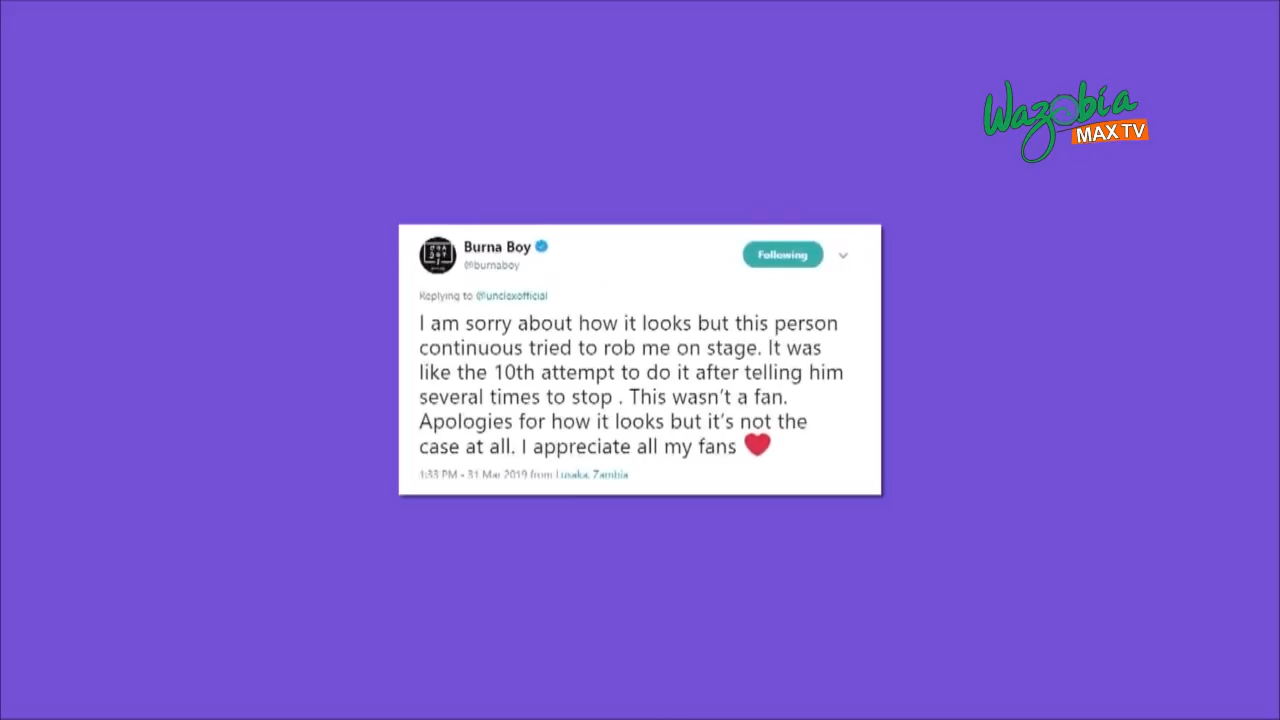 Wazobia
MAX TV
Burna Boy
@burnaboy
Following
Replying to @unclexofficial
I am sorry about how it looks but this person
continuous tried to rob me on stage. It was
like the 10th attempt to do it after telling him
several times to stop . This wasn't a fan.
Apologies for how it looks but it's not the
case at all. I appreciate all my fans ❤️
1:33 PM - 31 Mar 2019 from Lusaka, Zambia